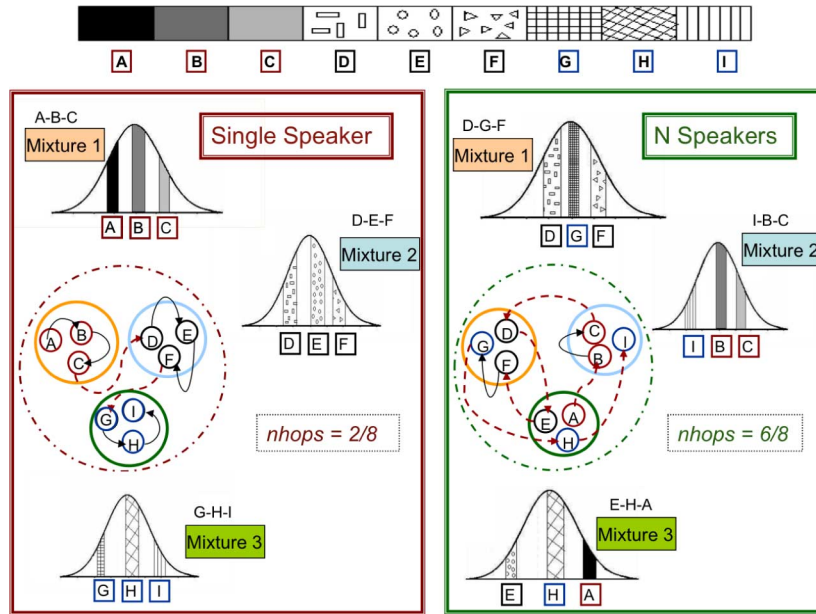 A B C D E F G H I
A-B-C
Mixture 1
Single Speaker
A B C
D-E-F
Mixture 2
D E F
A B C
D E F
G I H
nhops = 2/8
G-H-I
Mixture 3
G H I
D-G-F
Mixture 1
N Speakers
D G F
I-B-C
Mixture 2
I B C
D G F
C I B
E A H
nhops = 6/8
E-H-A
Mixture 3
E H A